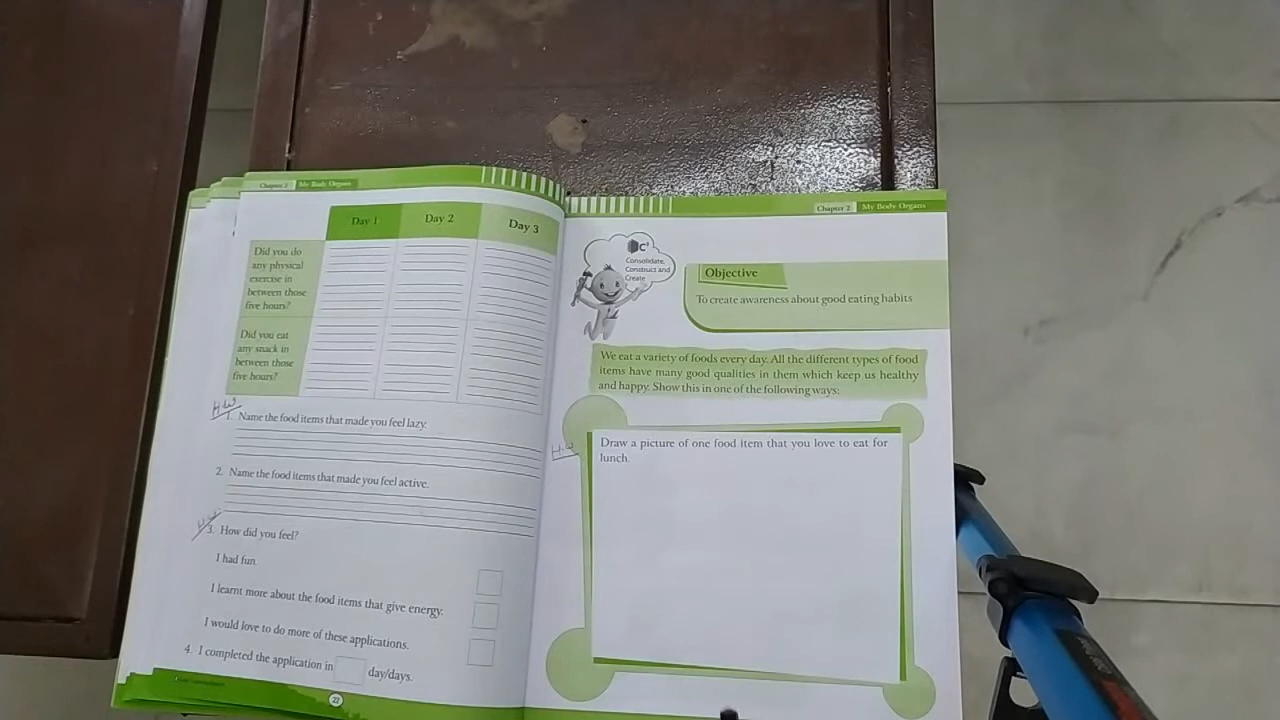 Chapter 2 My Body Organs
Day 1 Day 2 Day 3
Did you do
any physical
exercise in
between those
five hours?
Did you eat
any snack in
between those
five hours?
H.W
1. Name the food items that made you feel lazy.
2. Name the food items that made you feel active.
H.W
3. How did you feel?
I had fun.
I learnt more about the food items that give energy.
I would love to do more of these applications.
4. I completed the application in day/days.
22
Chapter 2 My Body Organs
C³
Consolidate,
Construct and
Create
Objective
To create awareness about good eating habits
We eat a variety of foods every day. All the different types of food
items have many good qualities in them which keep us healthy
and happy. Show this in one of the following ways:
H.W
Draw a picture of one food item that you love to eat for
lunch.